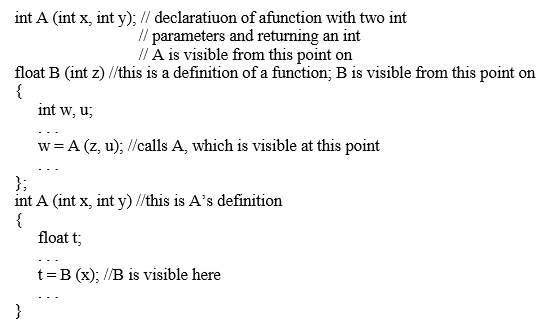 int A (int x, int y); // declaratiuon of afunction with two int
// parameters and returning an int
// A is visible from this point on
float B (int z) //this is a definition of a function; B is visible from this point on
{
int w, u;
. . .
w = A (z, u); //calls A, which is visible at this point
. . .
};
int A (int x, int y) //this is A's definition
{
float t;
. . .
t = B (x); //B is visible here
. . .
}